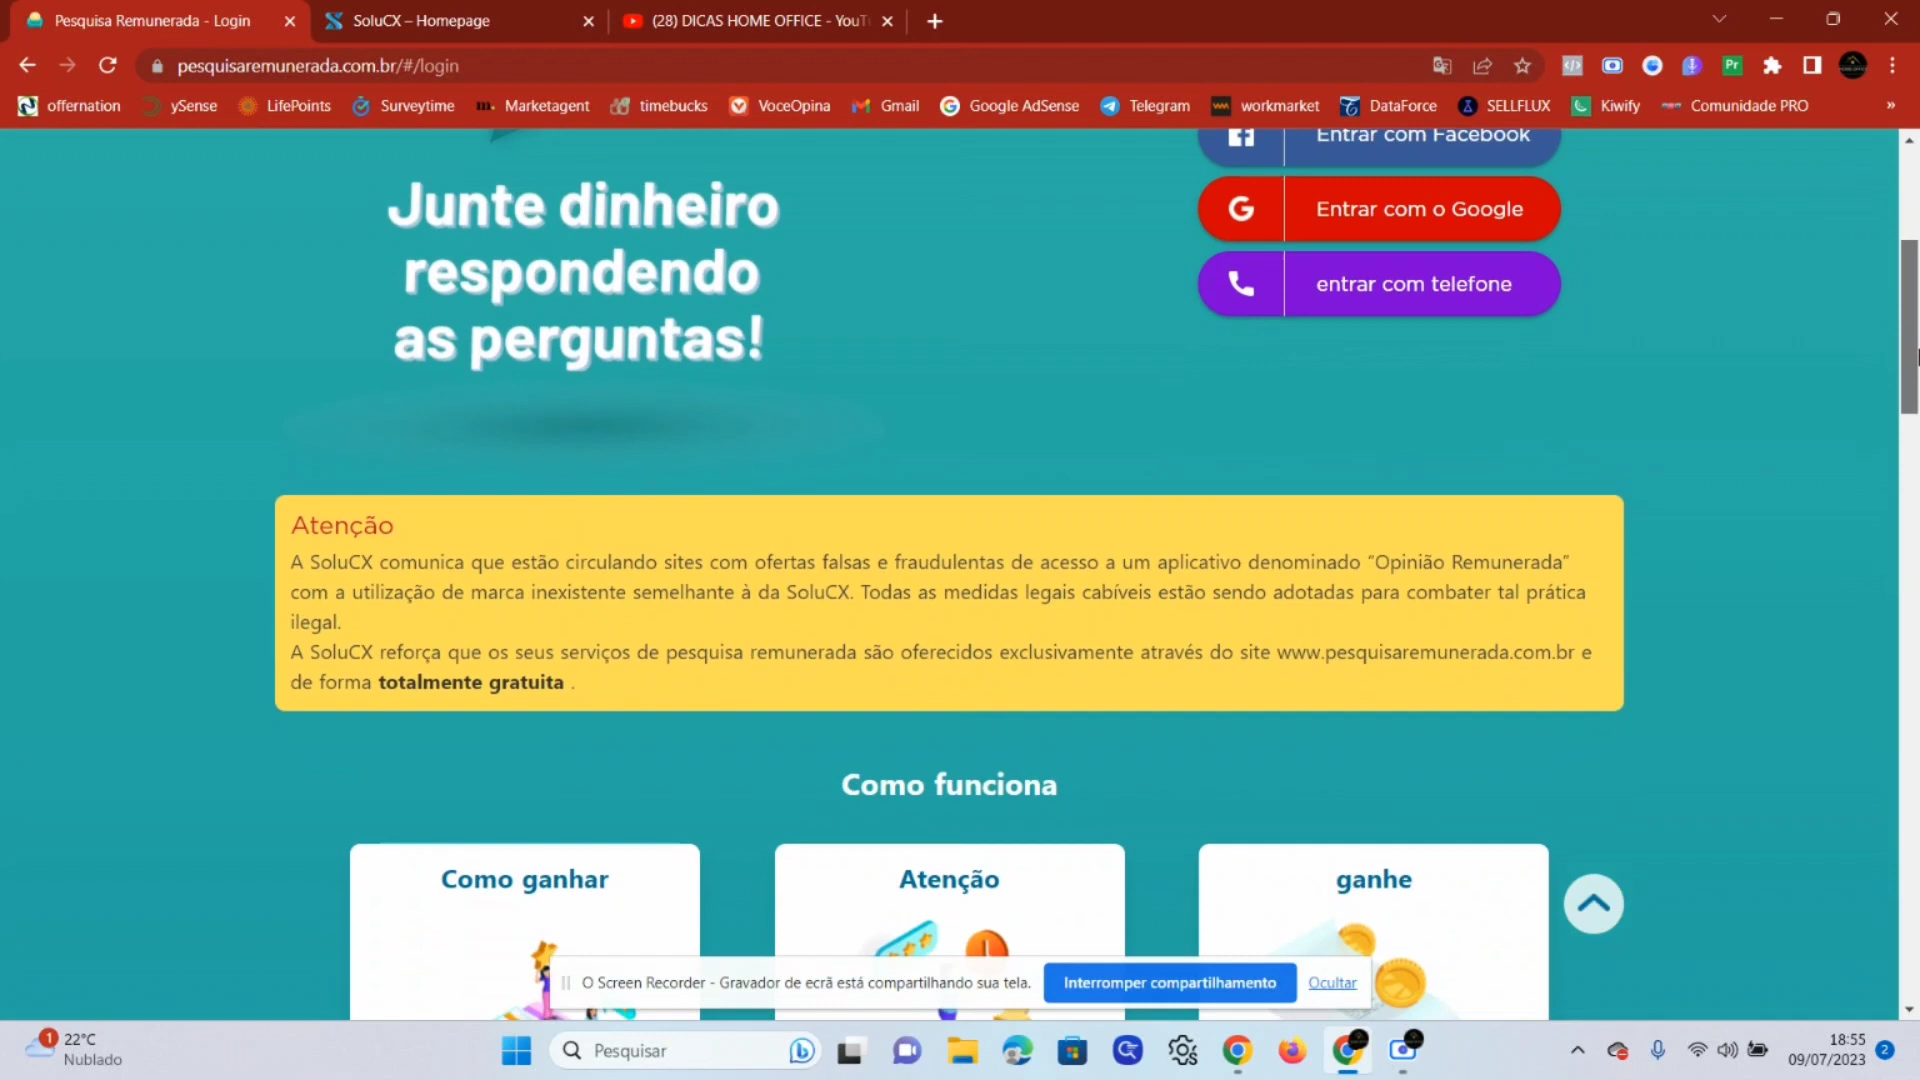 Pesquisa Remunerada - Login
SoluCX – Homepage
(28) DICAS HOME OFFICE - YouT
pesquisaremunerada.com.br/#/login
offernation
ySense
LifePoints
Surveytime
m.
Marketagent
timebucks
VoceOpina
Gmail
Google AdSense
Telegram
workmarket
DataForce
SELLFLUX
Kiwify
Comunidade PRO
»
Entrar com Facebook
Junte dinheiro
respondendo
as perguntas!
G
Entrar com o Google
entrar com telefone
Atenção
A SoluCX comunica que estão circulando sites com ofertas falsas e fraudulentas de acesso a um aplicativo denominado “Opinião Remunerada”
com a utilização de marca inexistente semelhante à da SoluCX. Todas as medidas legais cabíveis estão sendo adotadas para combater tal prática
ilegal.
A SoluCX reforça que os seus serviços de pesquisa remunerada são oferecidos exclusivamente através do site www.pesquisaremunerada.com.br e
de forma totalmente gratuita .
Como funciona
Como ganhar
Atenção
ganhe
O Screen Recorder - Gravador de ecrã está compartilhando sua tela.
Interromper compartilhamento
Ocultar
1
22°C
Nublado
Pesquisar
18:55
09/07/2023
2